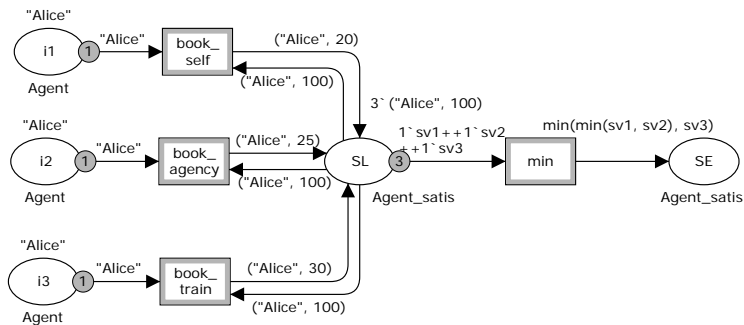 "Alice"
i1
1
"Alice"
Agent
book_
self
("Alice", 20)
("Alice", 100)
3`("Alice", 100)
"Alice"
i2
1
"Alice"
Agent
book_
agency
("Alice", 25)
("Alice", 100)
SL
3
1`sv1++1`sv2
++1`sv3
Agent_satis
min
min(min(sv1, sv2), sv3)
SE
Agent_satis
"Alice"
i3
1
"Alice"
Agent
book_
train
("Alice", 30)
("Alice", 100)